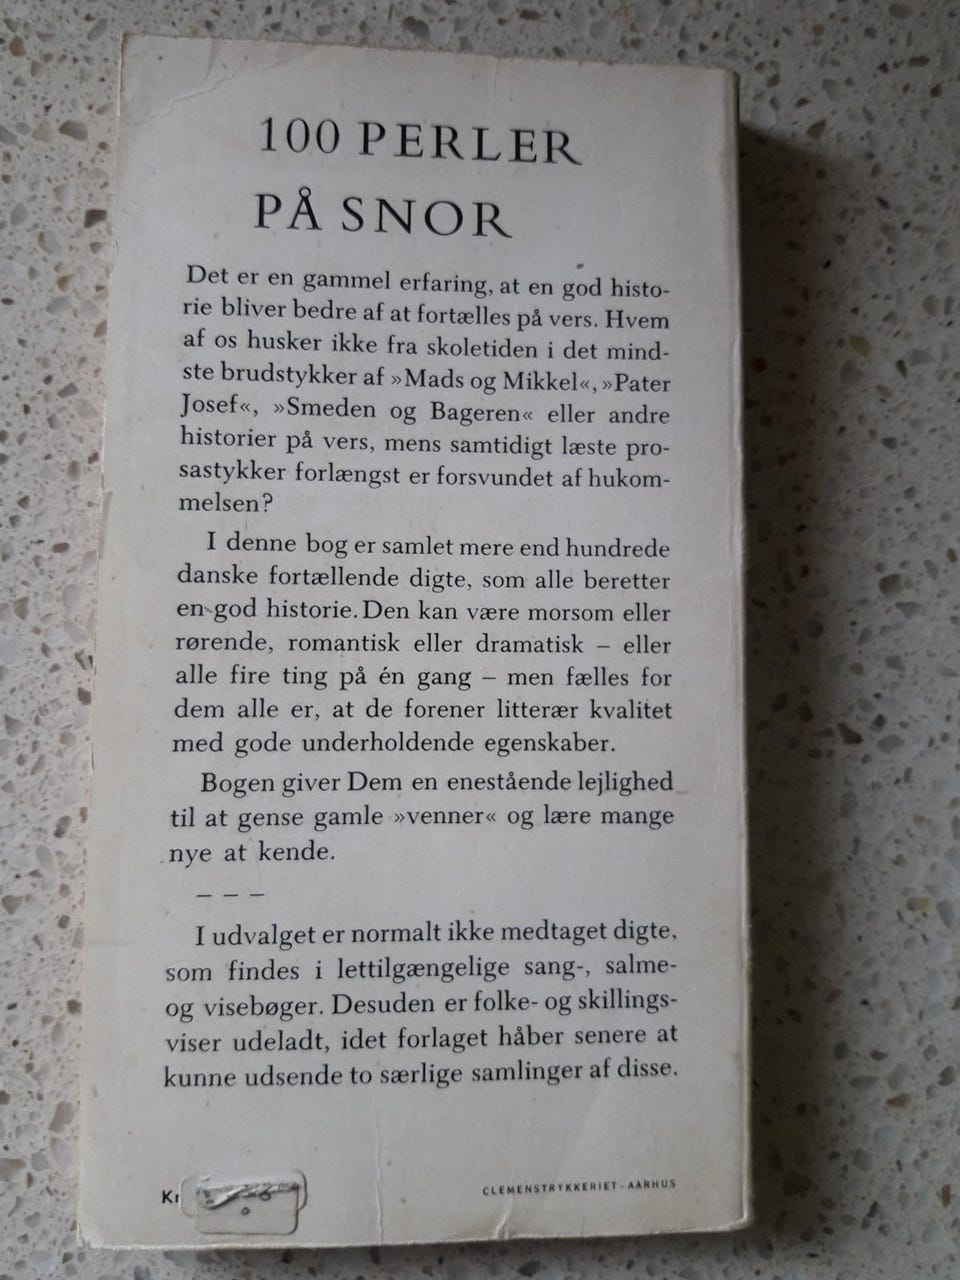 100 PERLER
PÅ SNOR
Det er en gammel erfaring, at en god histo-
rie bliver bedre af at fortælles på vers. Hvem
af os husker ikke fra skoletiden i det mind-
ste brudstykker af »Mads og Mikkel«, »Pater
Josef«, »Smeden og Bageren« eller andre
historier på vers, mens samtidigt læste pro-
sastykker forlængst er forsvundet af hukom-
melsen?
I denne bog er samlet mere end hundrede
danske fortællende digte, som alle beretter
en god historie. Den kan være morsom eller
rørende, romantisk eller dramatisk – eller
alle fire ting på én gang – men fælles for
dem alle er, at de forener litterær kvalitet
med gode underholdende egenskaber.
Bogen giver Dem en enestående lejlighed
til at gense gamle »venner« og lære mange
nye at kende.
– – –
I udvalget er normalt ikke medtaget digte,
som findes i lettilgængelige sang-, salme-
og visebøger. Desuden er folke- og skillings-
viser udeladt, idet forlaget håber senere at
kunne udsende to særlige samlinger af disse.
Kr
CLEMENSTRYKKERIET - AARHUS